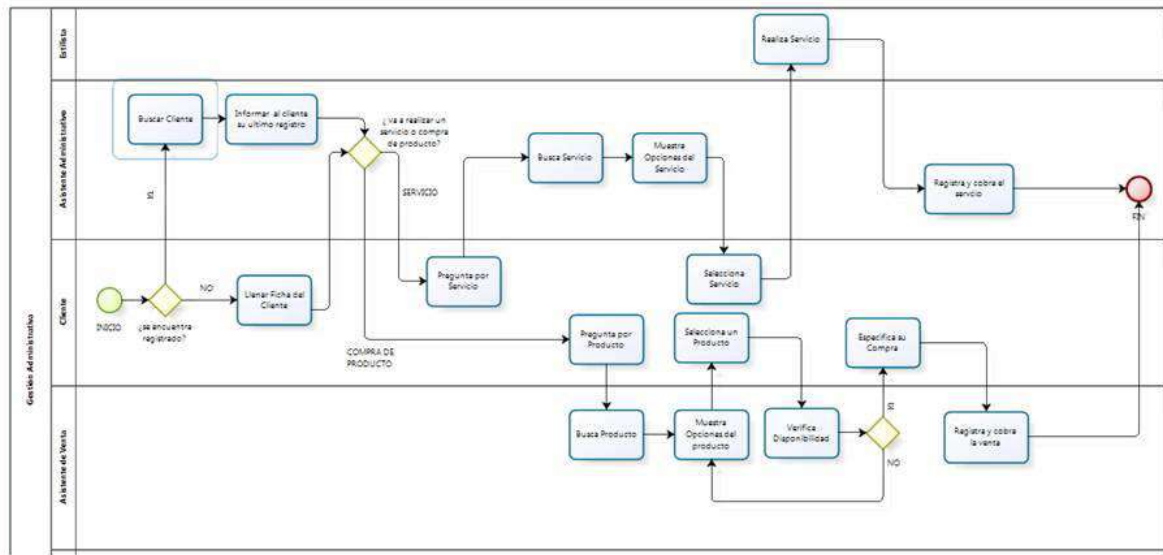 Gestión Administrativa
Estilista
Realiza Servicio
Asistente Administrativo
Buscar Cliente
Informar al cliente
su ultimo registro
¿ va a realizar un
servicio o compra
de producto?
SERVICIO
Busca Servicio
Muestra
Opciones del
Servicio
Registra y cobra el
servicio
FIN
SI
Cliente
INICIO
¿se encuentra
registrado?
NO
Llenar Ficha del
Cliente
Pregunta por
Servicio
Selecciona
Servicio
COMPRA DE
PRODUCTO
Pregunta por
Producto
Selecciona un
Producto
Especifica su
Compra
Asistente de Venta
Busca Producto
Muestra
Opciones del
producto
Verifica
Disponibilidad
SI
NO
Registra y cobra
la venta